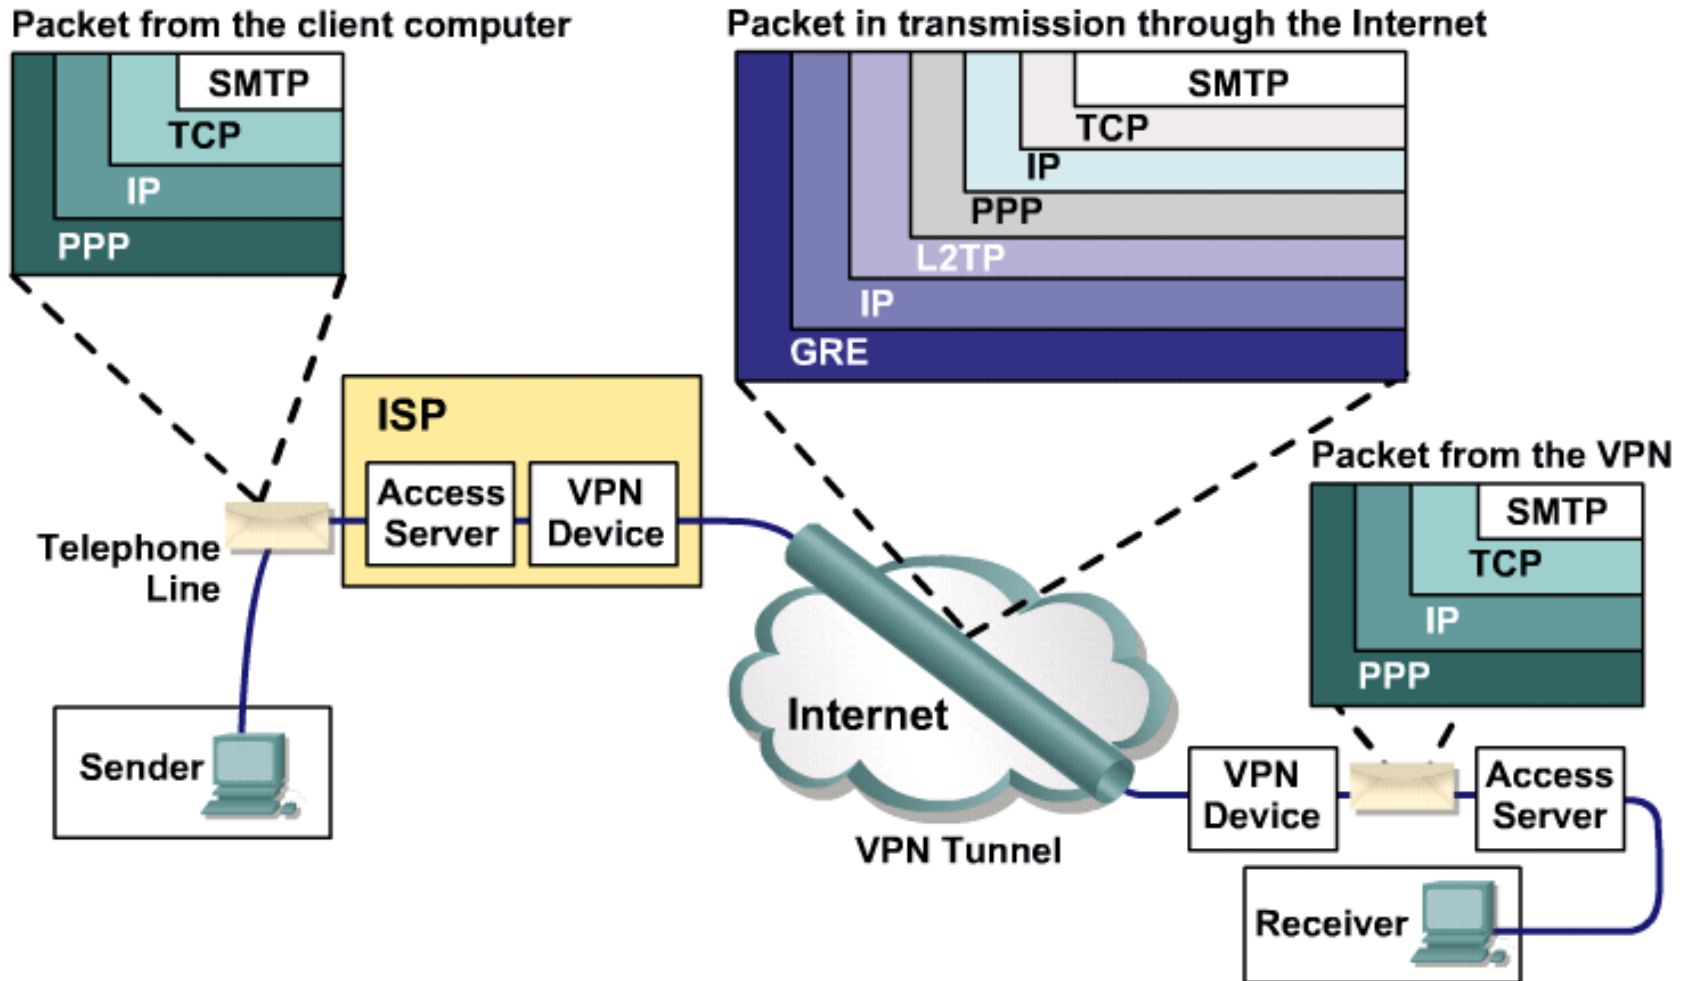 Packet from the client computer
SMTP
TCP
IP
PPP
Packet in transmission through the Internet
SMTP
TCP
IP
PPP
L2TP
IP
GRE
ISP
Access
Server
VPN
Device
Telephone
Line
Sender
Internet
VPN Tunnel
Packet from the VPN
SMTP
TCP
IP
PPP
VPN
Device
Access
Server
Receiver